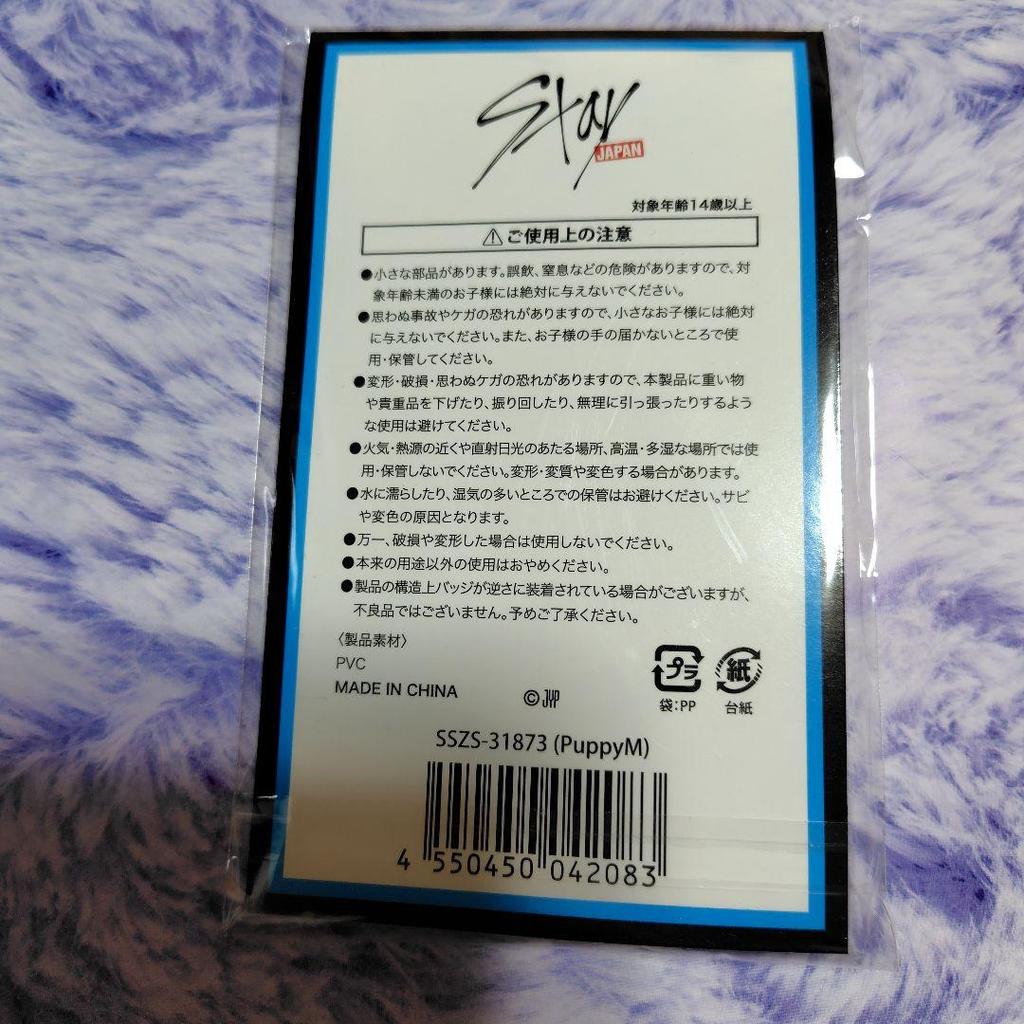 Stay
JAPAN
対象年齢14歳以上
⚠ご使用上の注意
●小さな部品があります。誤飲、窒息などの危険がありますので、対
象年齢未満のお子様には絶対に与えないでください。
●思わぬ事故やケガの恐れがありますので、小さなお子様には絶対
に与えないでください。また、お子様の手の届かないところで使
用・保管してください。
●変形・破損・思わぬケガの恐れがありますので、本製品に重い物
や貴重品を下げたり、振り回したり、無理に引っ張ったりするよう
な使用は避けてください。
●火気・熱源の近くや直射日光のあたる場所、高温・多湿な場所では使
用・保管しないでください。変形・変質や変色する場合があります。
●水に濡らしたり、湿気の多いところでの保管はお避けください。サビ
や変色の原因となります。
●万一、破損や変形した場合は使用しないでください。
●本来の用途以外の使用はおやめください。
●製品の構造上バッジが逆さに装着されている場合がございますが、
不良品ではございません。予めご了承ください。
〈製品素材〉
PVC
MADE IN CHINA
©JYP
プラ
袋:PP
紙
台紙
SSZS-31873 (PuppyM)
4 550450 042083